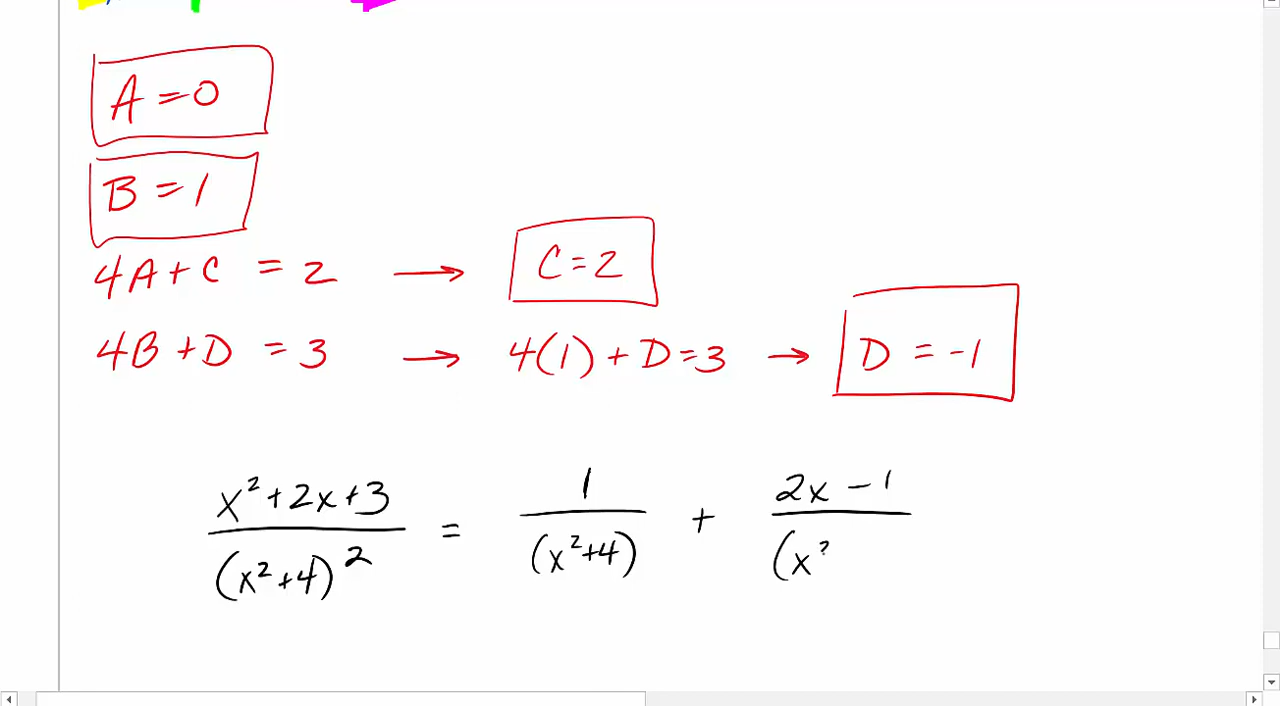 A = 0
B = 1
4A + C = 2 → C = 2
4B + D = 3 → 4(1) + D = 3 → D = -1
x² + 2x + 3 / (x² + 4)² = 1 / (x² + 4) + 2x - 1 / (x²